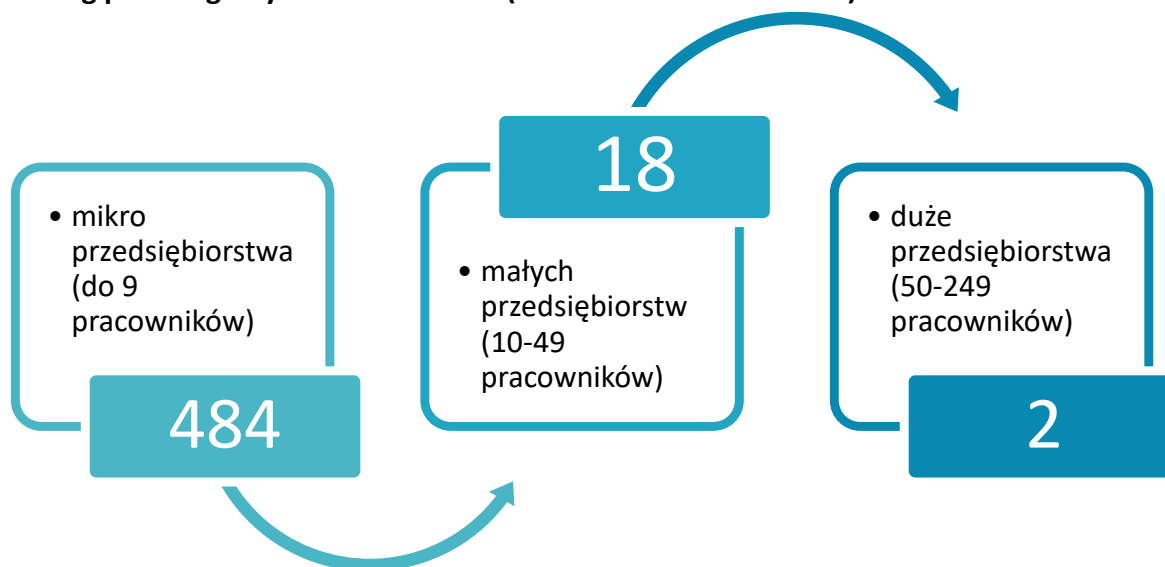 • mikro
przedsiębiorstwa
(do 9
pracowników)
484
18
• małych
przedsiębiorstw
(10-49
pracowników)
• duże
przedsiębiorstwa
(50-249
pracowników)
2